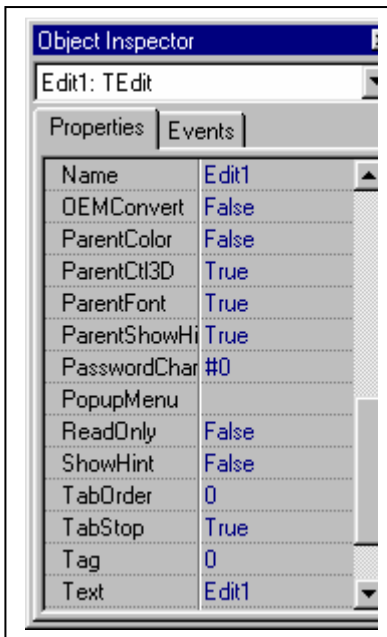 Object Inspector
Edit1: TEdit
Properties Events
Name Edit1
OEMConvert False
ParentColor False
ParentCtl3D True
ParentFont True
ParentShowHi True
PasswordChar #0
PopupMenu
ReadOnly False
ShowHint False
TabOrder 0
TabStop True
Tag 0
Text Edit1